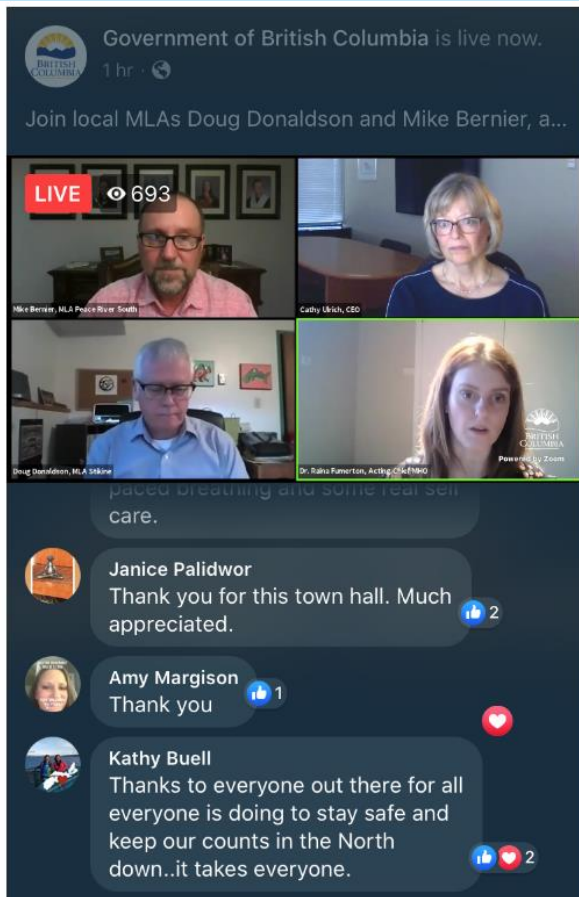 Government of British Columbia is live now.
BRITISH
COLUMBIA
1 hr ·
Join local MLAs Doug Donaldson and Mike Bernier, a...
LIVE 693
Mike Bernier, MLA Peace River South
Cathy Ulrich, CEO
Doug Donaldson, MLA Stikine
Dr. Raina Fumerton, Acting Chief MHO
BRITISH
COLUMBIA
Powered by Zoom
paced breathing and some real self
care.
Janice Palidwor
Thank you for this town hall. Much
appreciated.
2
Amy Margison
Thank you
1
Kathy Buell
Thanks to everyone out there for all
everyone is doing to stay safe and
keep our counts in the North
down..it takes everyone.
2